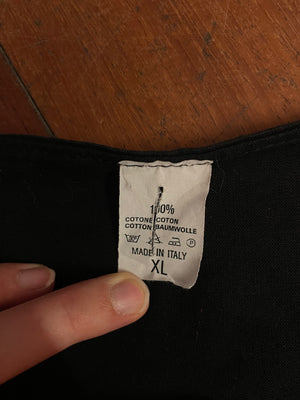 100%
COTONE COTON
COTTON BAUMWOLLE
P
MADE IN ITALY
XL